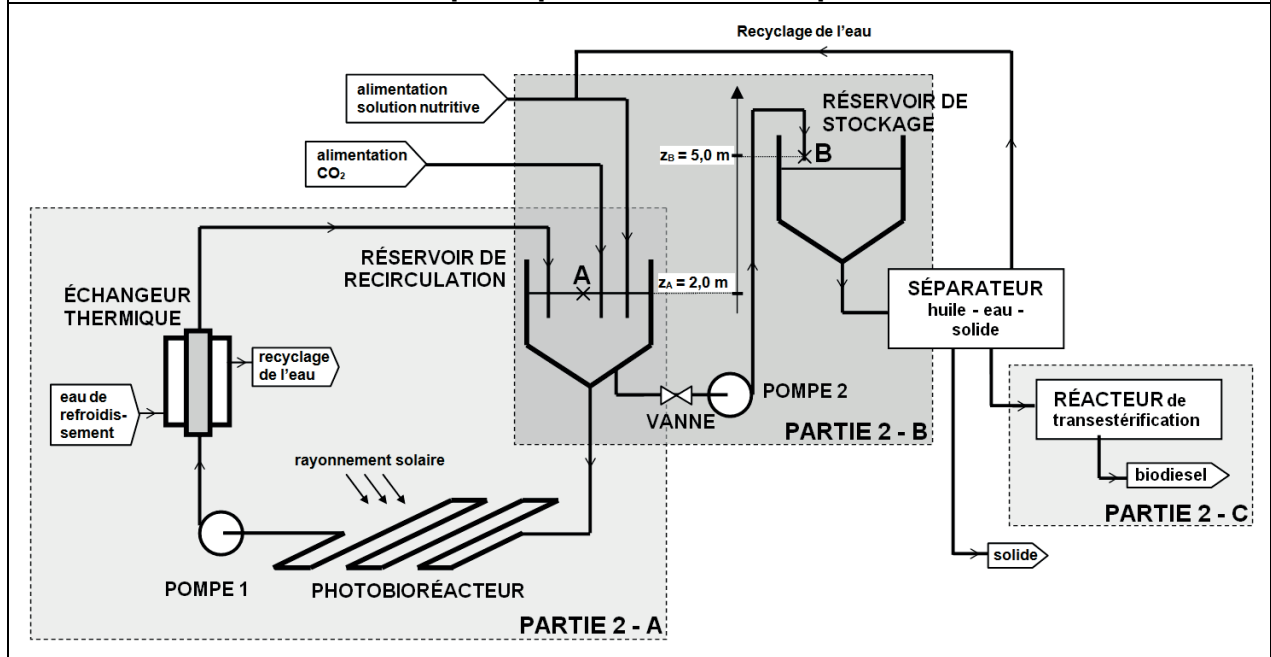 Recyclage de l'eau
alimentation
solution nutritive
alimentation
CO₂
RÉSERVOIR DE
STOCKAGE
zB = 5,0 m
B
RÉSERVOIR DE
RECIRCULATION
A
zA = 2,0 m
ÉCHANGEUR
THERMIQUE
SÉPARATEUR
huile - eau -
solide
recyclage
de l'eau
eau de
refroidis-
sement
POMPE 2
VANNE
PARTIE 2 - B
RÉACTEUR de
transestérification
biodiesel
PARTIE 2 - C
rayonnement solaire
solide
POMPE 1
PHOTOBIORÉACTEUR
PARTIE 2 - A